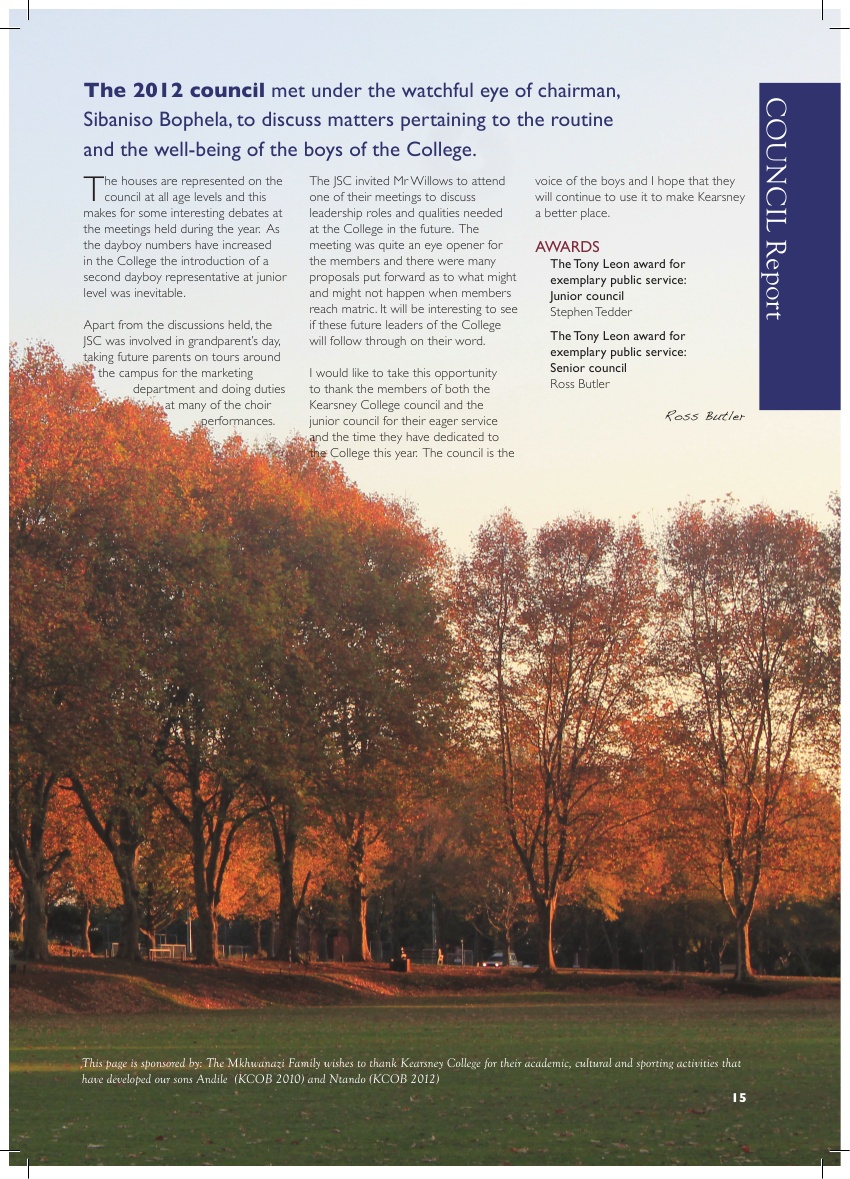 The 2012 council met under the watchful eye of chairman,
Sibaniso Bophela, to discuss matters pertaining to the routine
and the well-being of the boys of the College.
The houses are represented on the
council at all age levels and this
makes for some interesting debates at
the meetings held during the year. As
the dayboy numbers have increased
in the College the introduction of a
second dayboy representative at junior
level was inevitable.
Apart from the discussions held, the
JSC was involved in grandparent's day,
taking future parents on tours around
the campus for the marketing
department and doing duties
at many of the choir
performances.
The JSC invited Mr Willows to attend
one of their meetings to discuss
leadership roles and qualities needed
at the College in the future. The
meeting was quite an eye opener for
the members and there were many
proposals put forward as to what might
and might not happen when members
reach matric. It will be interesting to see
if these future leaders of the College
will follow through on their word.
I would like to take this opportunity
to thank the members of both the
Kearsney College council and the
junior council for their eager service
and the time they have dedicated to
the College this year. The council is the
voice of the boys and I hope that they
will continue to use it to make Kearsney
a better place.
AWARDS
The Tony Leon award for
exemplary public service:
Junior council
Stephen Tedder
The Tony Leon award for
exemplary public service:
Senior council
Ross Butler
Ross Butler
COUNCIL Report
This page is sponsored by: The Mkhwanazi Family wishes to thank Kearsney College for their academic, cultural and sporting activities that
have developed our sons Andile (KCOB 2010) and Ntando (KCOB 2012)
15